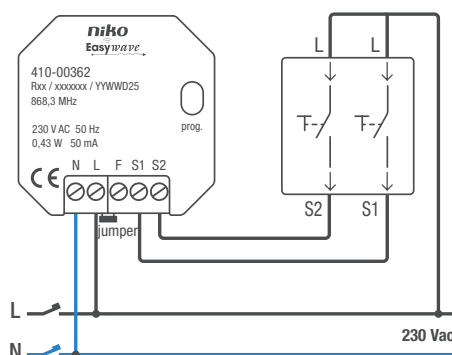 niko
Easywave
410-00362
Rxx / xxxxxxx / YYWWD25
868,3 MHz
prog.
230 V AC 50 Hz
0,43 W 50 mA
CE
N L F S1 S2
jumper
L L
S2 S1
L
230 Vac
N